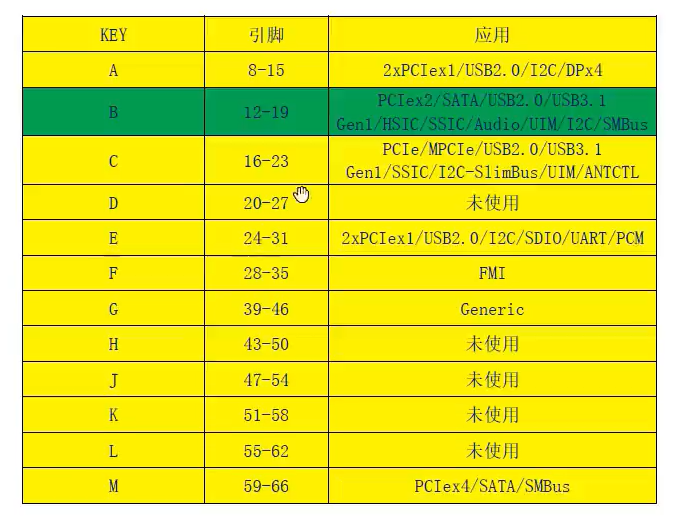 KEY 引脚 应用
A 8-15 2xPCIex1/USB2.0/I2C/DPx4
B 12-19 PCIex2/SATA/USB2.0/USB3.1
Gen1/HSIC/SSIC/Audio/UIM/I2C/SMBus
C 16-23 PCIe/MPCIe/USB2.0/USB3.1
Gen1/SSIC/I2C-SlimBus/UIM/ANTCTL
D 20-27 未使用
E 24-31 2xPCIex1/USB2.0/I2C/SDIO/UART/PCM
F 28-35 FMI
G 39-46 Generic
H 43-50 未使用
J 47-54 未使用
K 51-58 未使用
L 55-62 未使用
M 59-66 PCIex4/SATA/SMBus